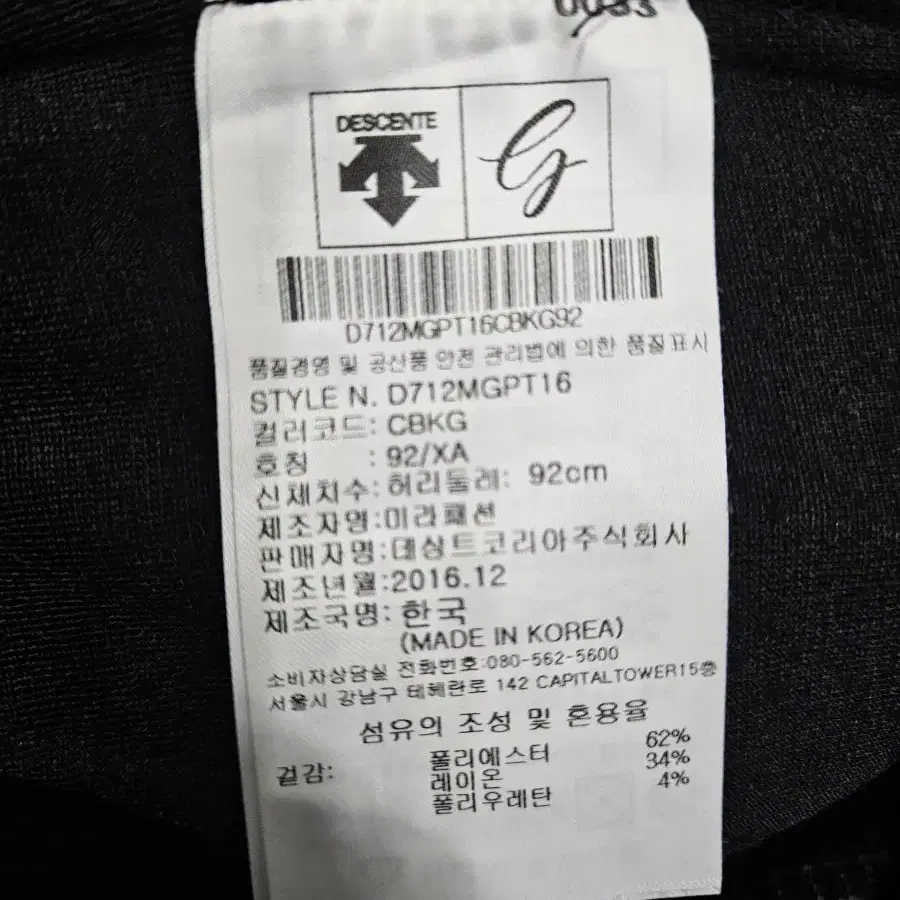 0083
DESCENTE
G
D712MGPT16CBKG92
품질경영 및 공산품 안전 관리법에 의한 품질표시
STYLE N. D712MGPT16
컬러코드: CBKG
호칭 : 92/XA
신체치수: 허리둘레: 92cm
제조자명:미라패션
판매자명:데상트코리아주식회사
제조년월:2016.12
제조국명: 한국
(MADE IN KOREA)
소비자상담실 전화번호:080-562-5600
서울시 강남구 테헤란로 142 CAPITALTOWER15층
섬유의 조성 및 혼용율
겉감: 폴리에스터 62%
레이온 34%
폴리우레탄 4%